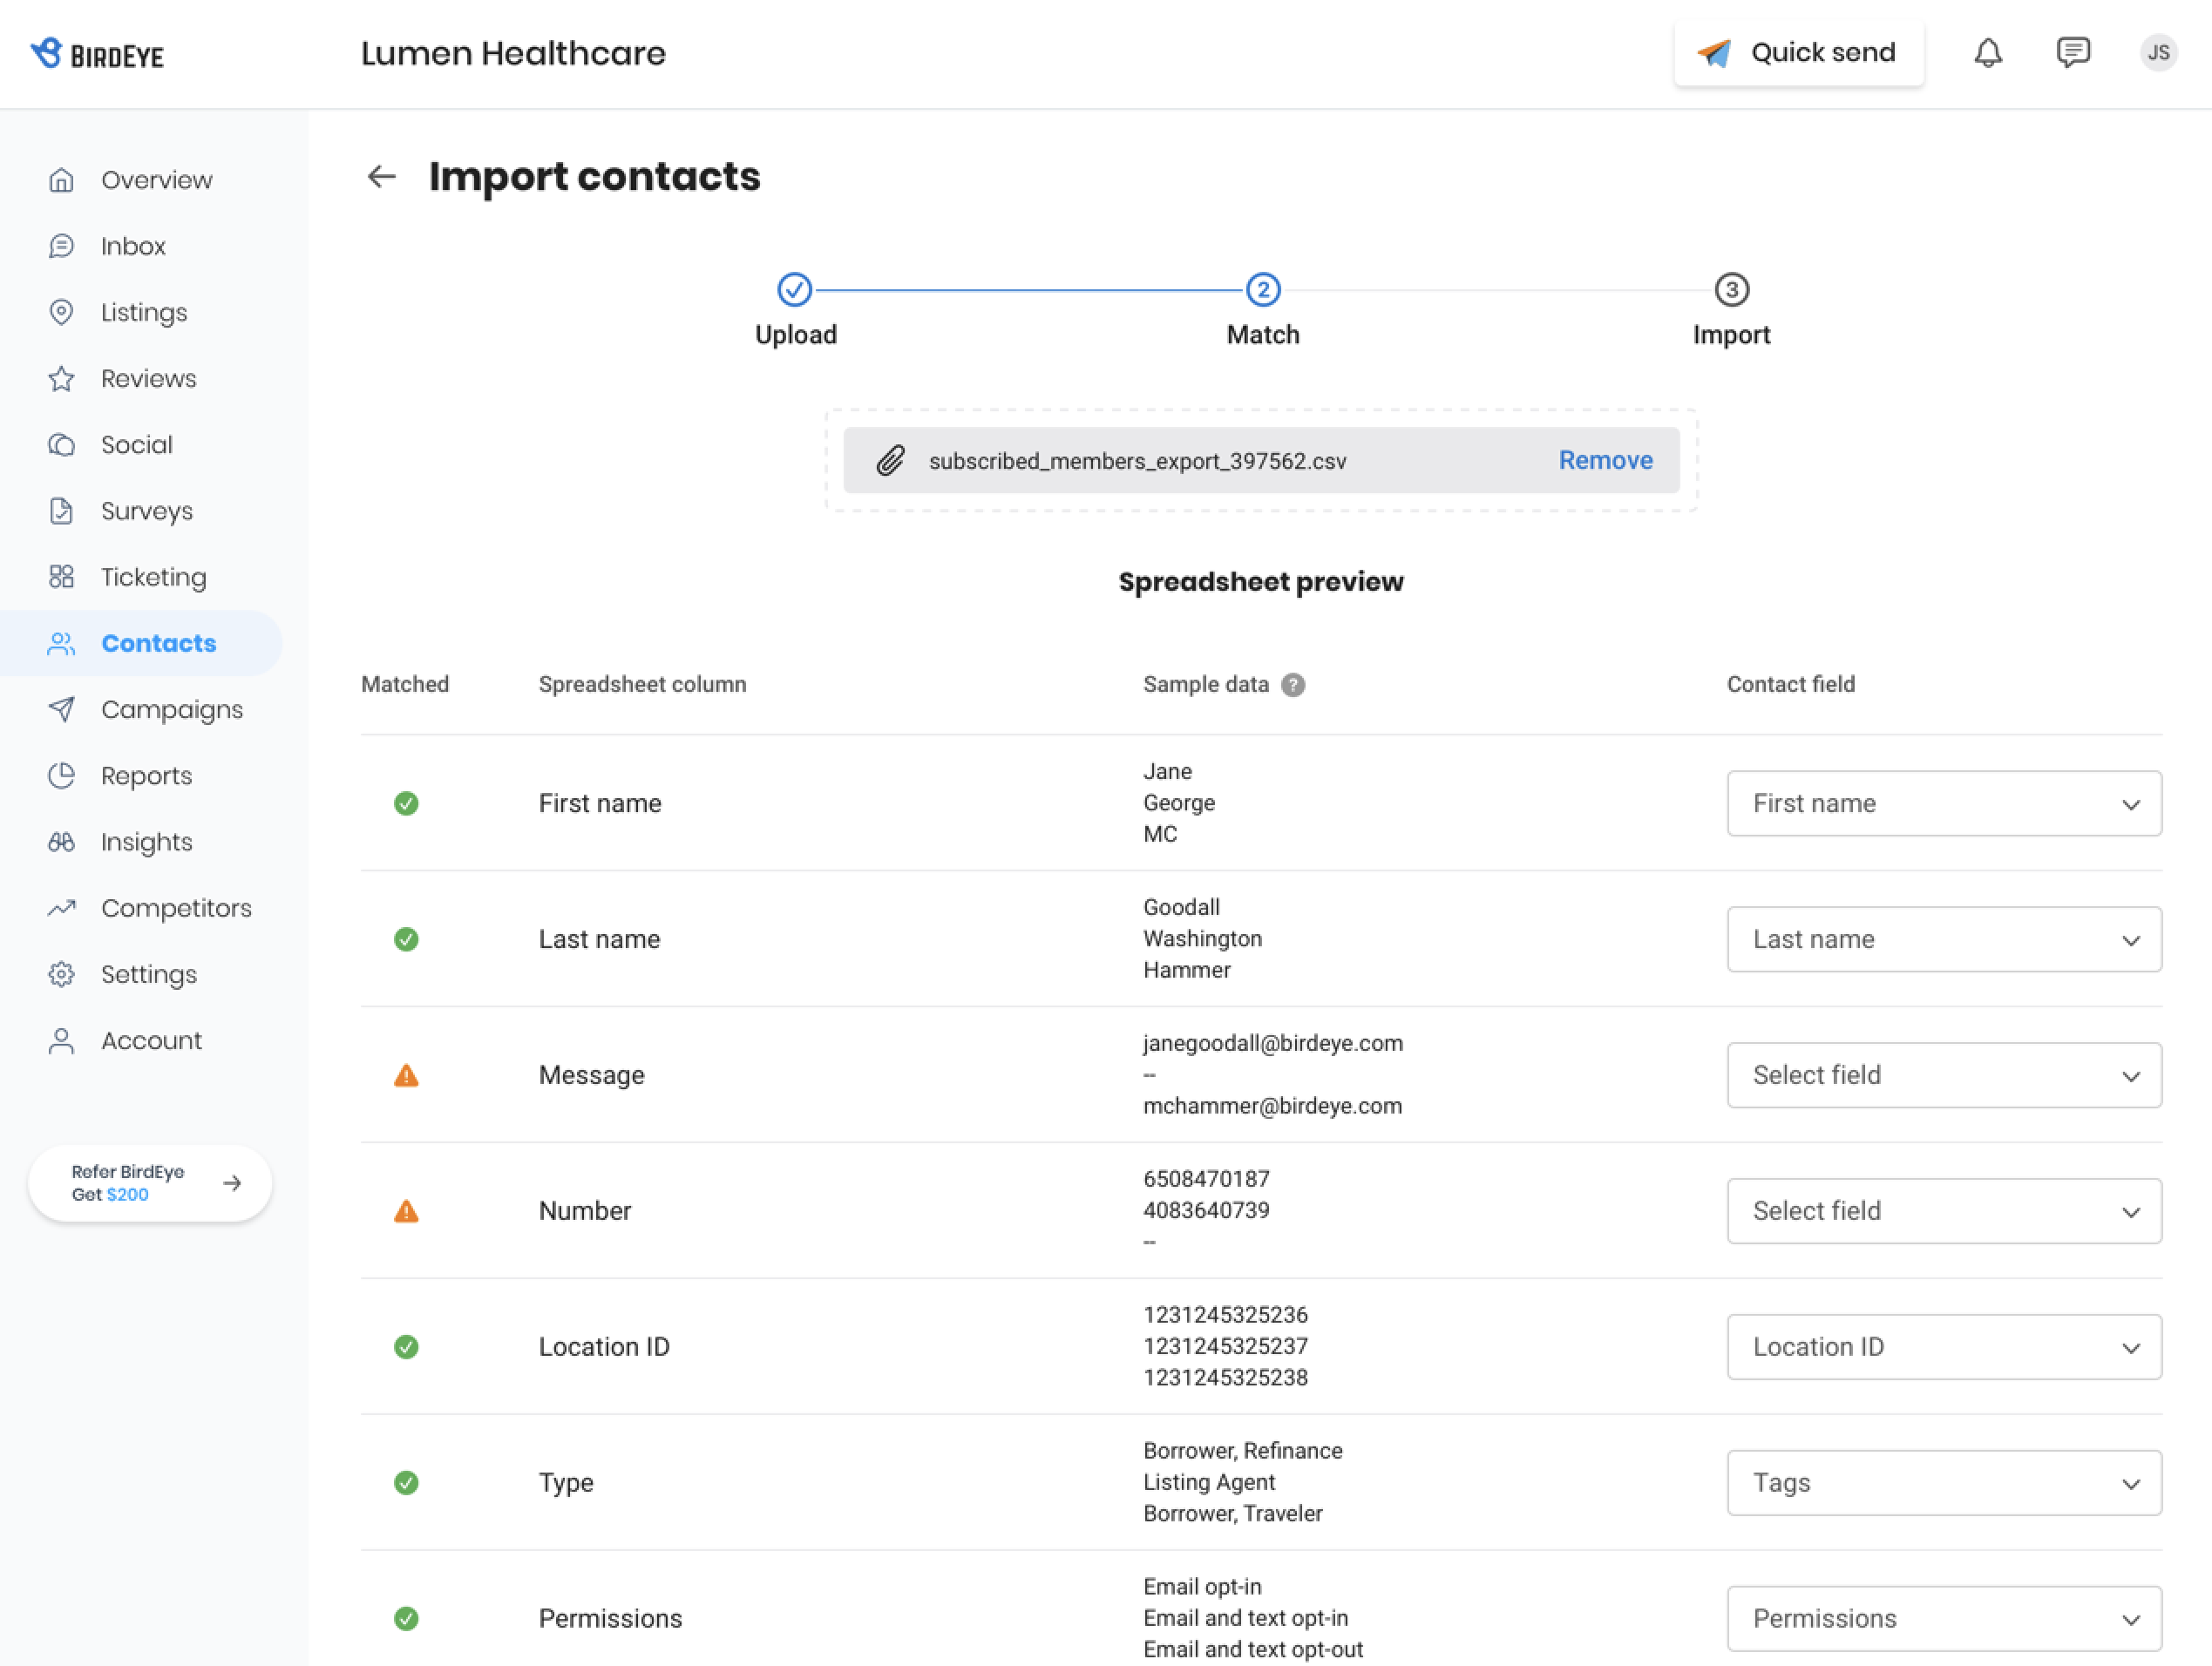 BIRDEYE
Lumen Healthcare
Quick send
JS
Overview
Inbox
Listings
Reviews
Social
Surveys
Ticketing
Contacts
Campaigns
Reports
Insights
Competitors
Settings
Account
Refer BirdEye
Get $200
Import contacts
2
3
Upload
Match
Import
subscribed_members_export_397562.csv
Remove
Spreadsheet preview
Matched
Spreadsheet column
Sample data ?
Contact field
First name
Jane
George
MC
First name
Last name
Goodall
Washington
Hammer
Last name
Message
janegoodall@birdeye.com
--
mchammer@birdeye.com
Select field
Number
6508470187
4083640739
--
Select field
Location ID
1231245325236
1231245325237
1231245325238
Location ID
Type
Borrower, Refinance
Listing Agent
Borrower, Traveler
Tags
Permissions
Email opt-in
Email and text opt-in
Email and text opt-out
Permissions